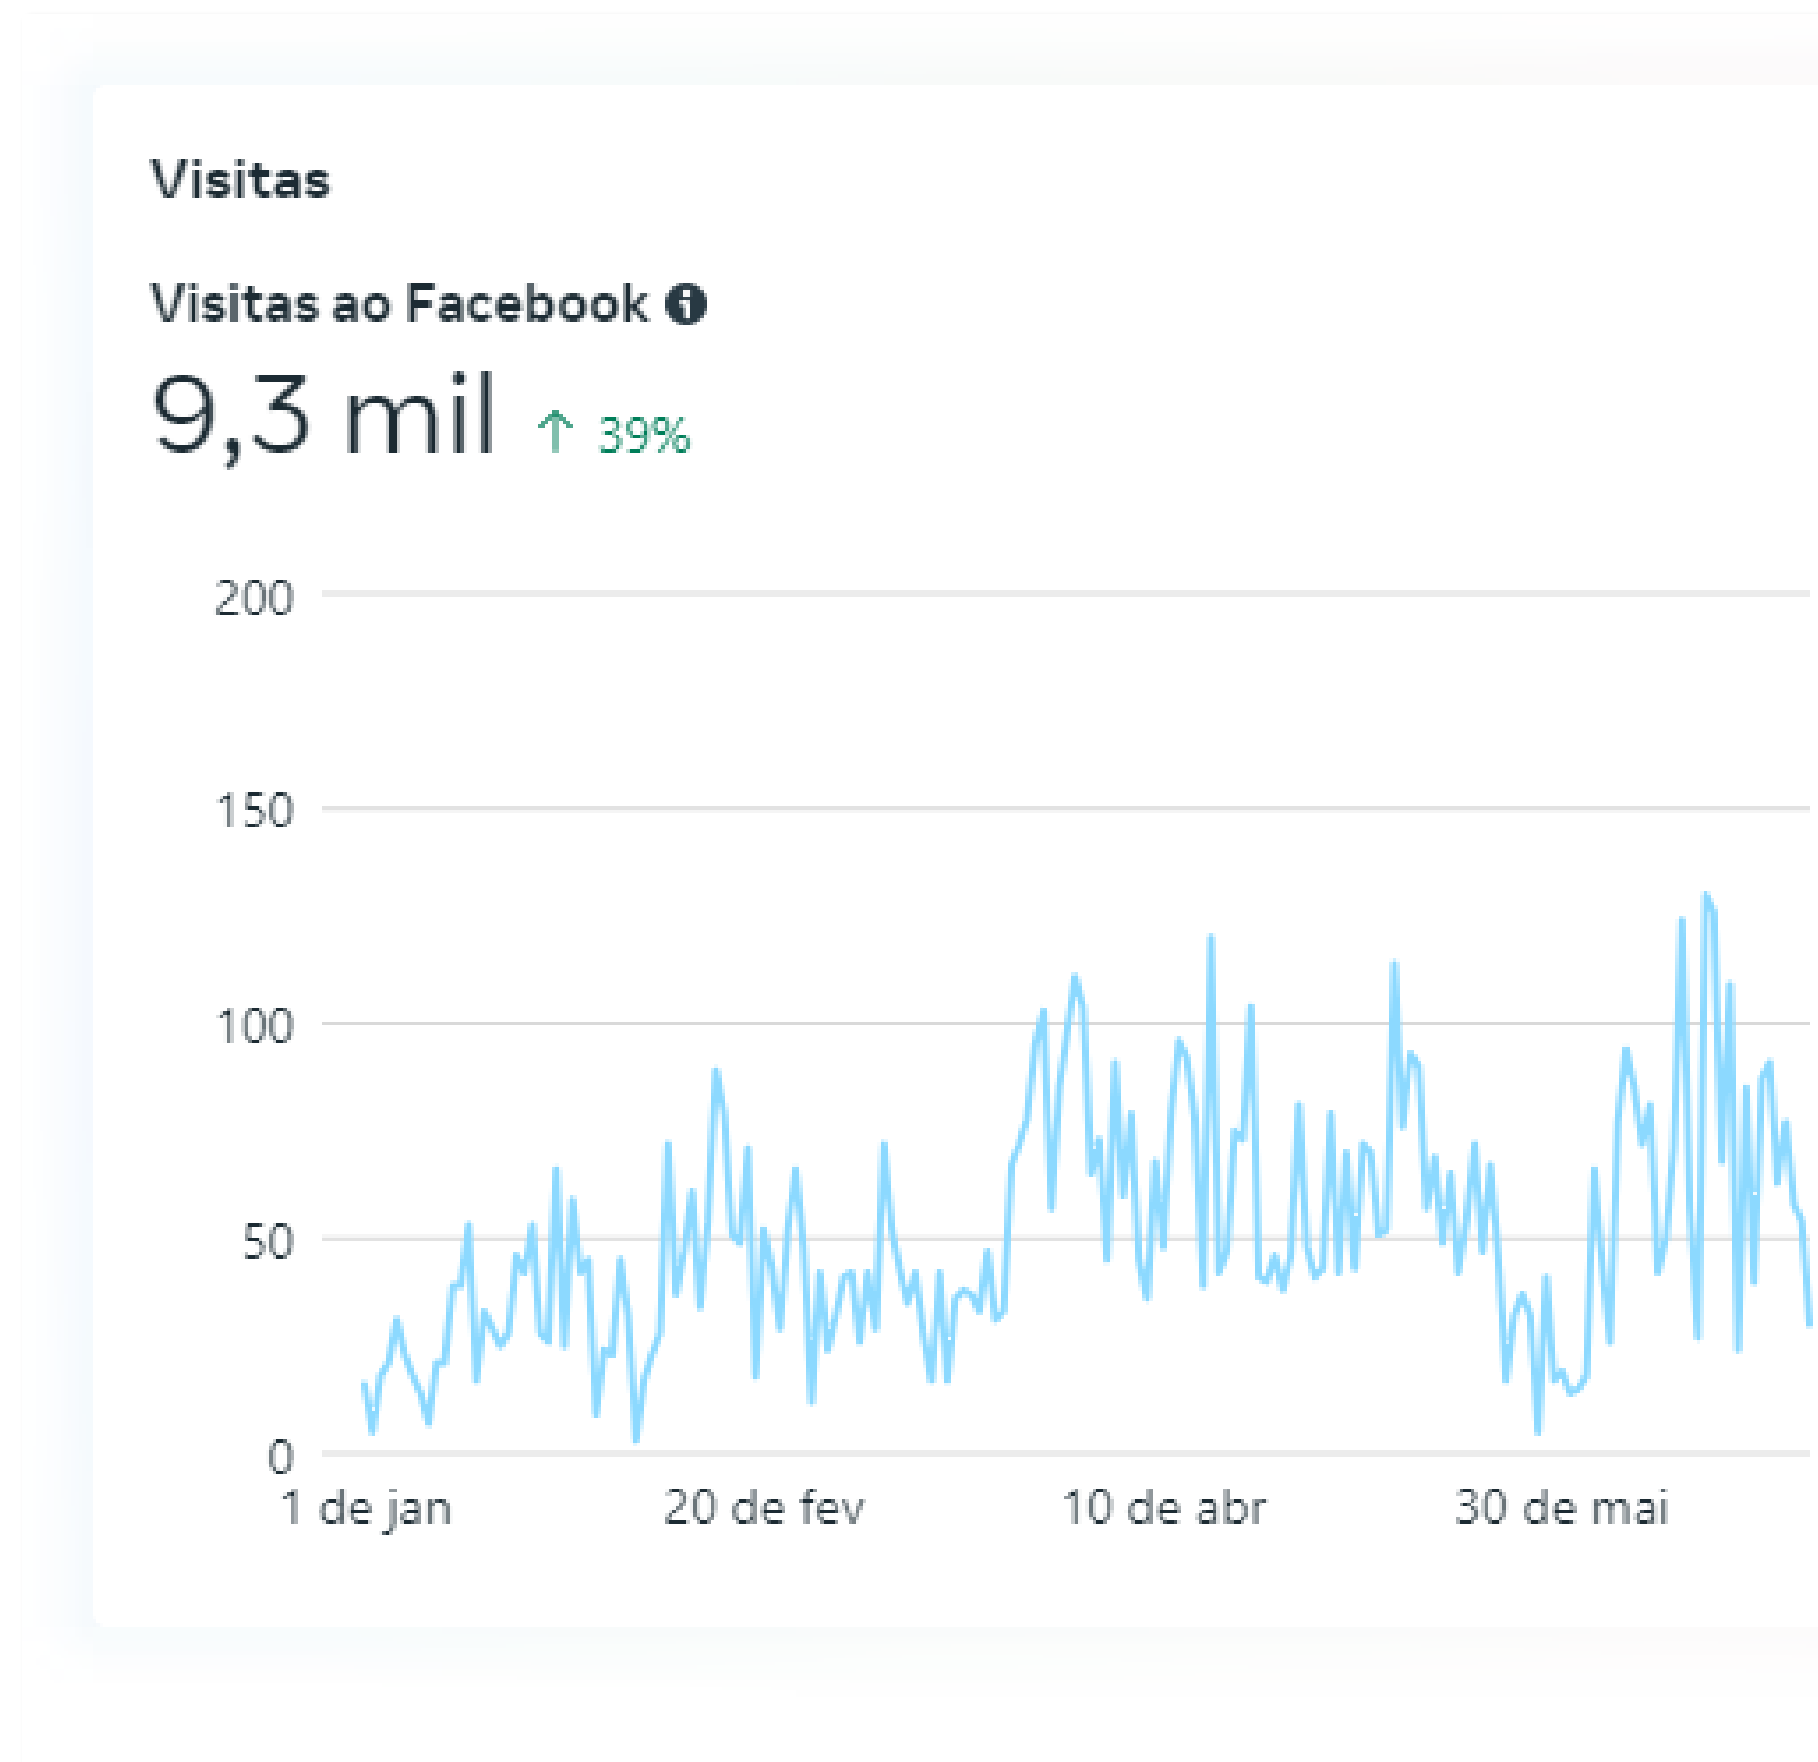 Visitas
Visitas ao Facebook
9,3 mil ↑ 39%
200
150
100
50
0
1 de jan 20 de fev 10 de abr 30 de mai